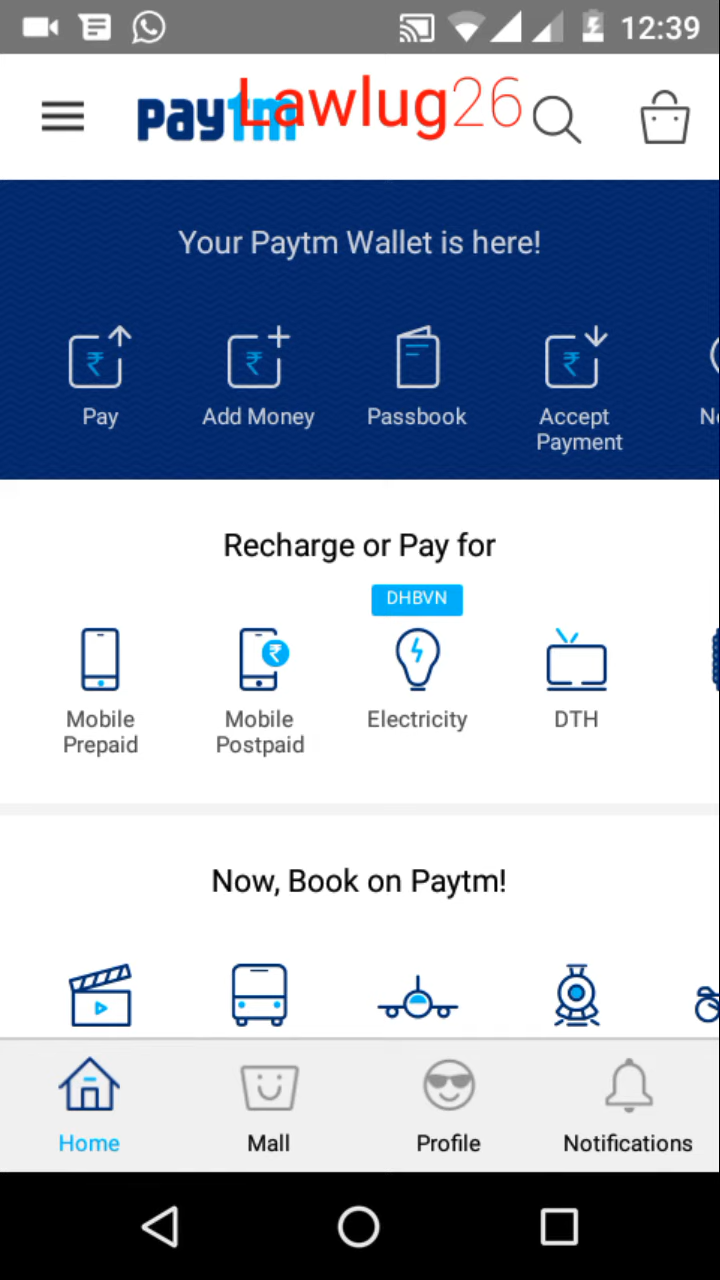 12:39
paytm
Lawlug26
Your Paytm Wallet is here!
Pay
Add Money
Passbook
Accept
Payment
Recharge or Pay for
DHBVN
Mobile
Prepaid
Mobile
Postpaid
Electricity
DTH
Now, Book on Paytm!
Home
Mall
Profile
Notifications